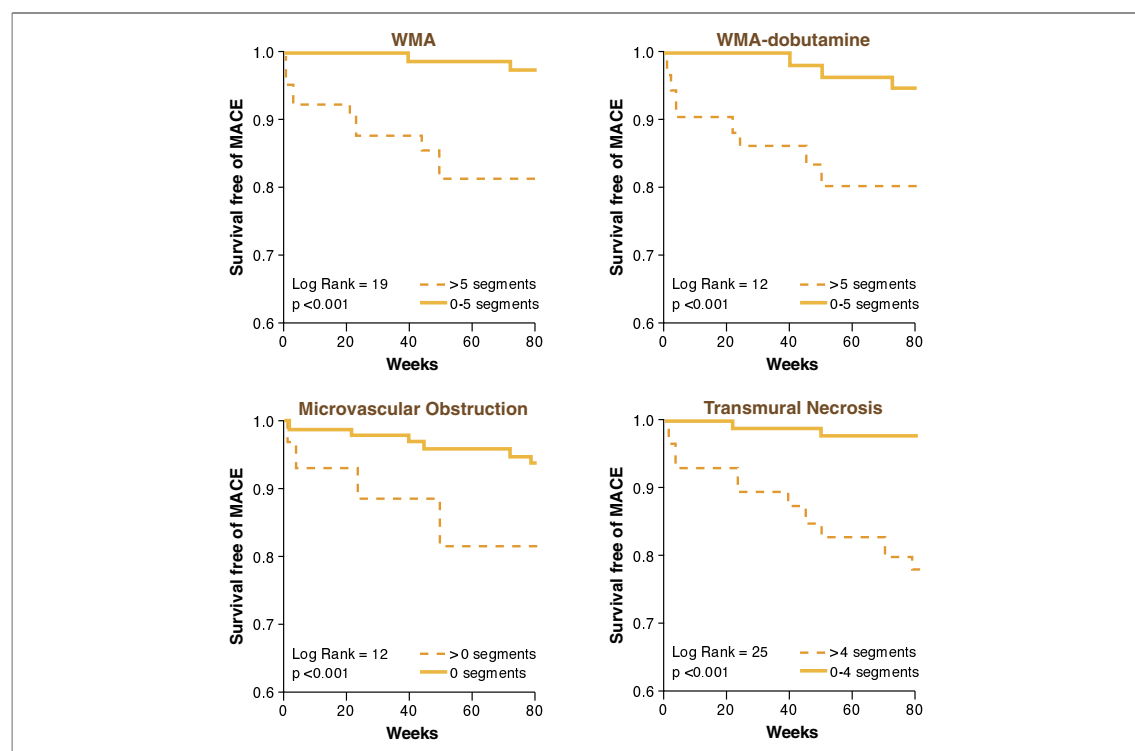 WMA
1.0
0.9
0.8
0.7
0.6
Survival free of MACE
Log Rank = 19
p <0.001
>5 segments
0-5 segments
0 20 40 60 80
Weeks
WMA-dobutamine
1.0
0.9
0.8
0.7
0.6
Survival free of MACE
Log Rank = 12
p <0.001
>5 segments
0-5 segments
0 20 40 60 80
Weeks
Microvascular Obstruction
1.0
0.9
0.8
0.7
0.6
Survival free of MACE
Log Rank = 12
p <0.001
>0 segments
0 segments
0 20 40 60 80
Weeks
Transmural Necrosis
1.0
0.9
0.8
0.7
0.6
Survival free of MACE
Log Rank = 25
p <0.001
>4 segments
0-4 segments
0 20 40 60 80
Weeks